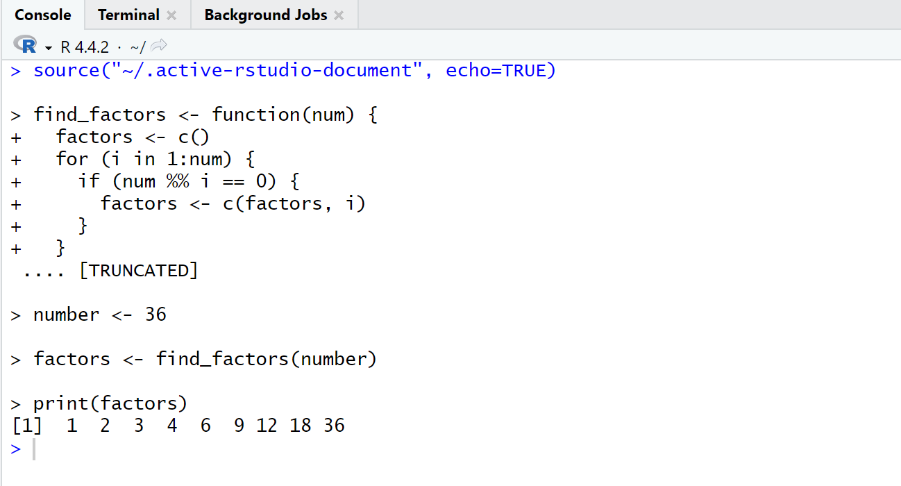 Console Terminal Background Jobs
R R 4.4.2 · ~/
> source("~/.active-rstudio-document", echo=TRUE)
> find_factors <- function(num) {
+   factors <- c()
+   for (i in 1:num) {
+     if (num %% i == 0) {
+       factors <- c(factors, i)
+     }
+   }
 .... [TRUNCATED]
> number <- 36
> factors <- find_factors(number)
> print(factors)
[1]  1  2  3  4  6  9 12 18 36
>